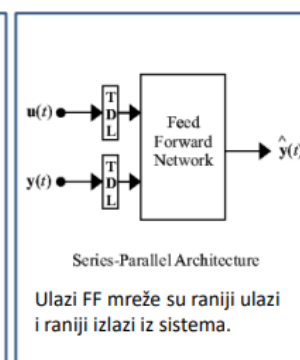 T
D
L
u(t)
Feed
Forward
Network
ŷ(t)
T
D
L
y(t)
Series-Parallel Architecture
Ulazi FF mreže su raniji ulazi
i raniji izlazi iz sistema.